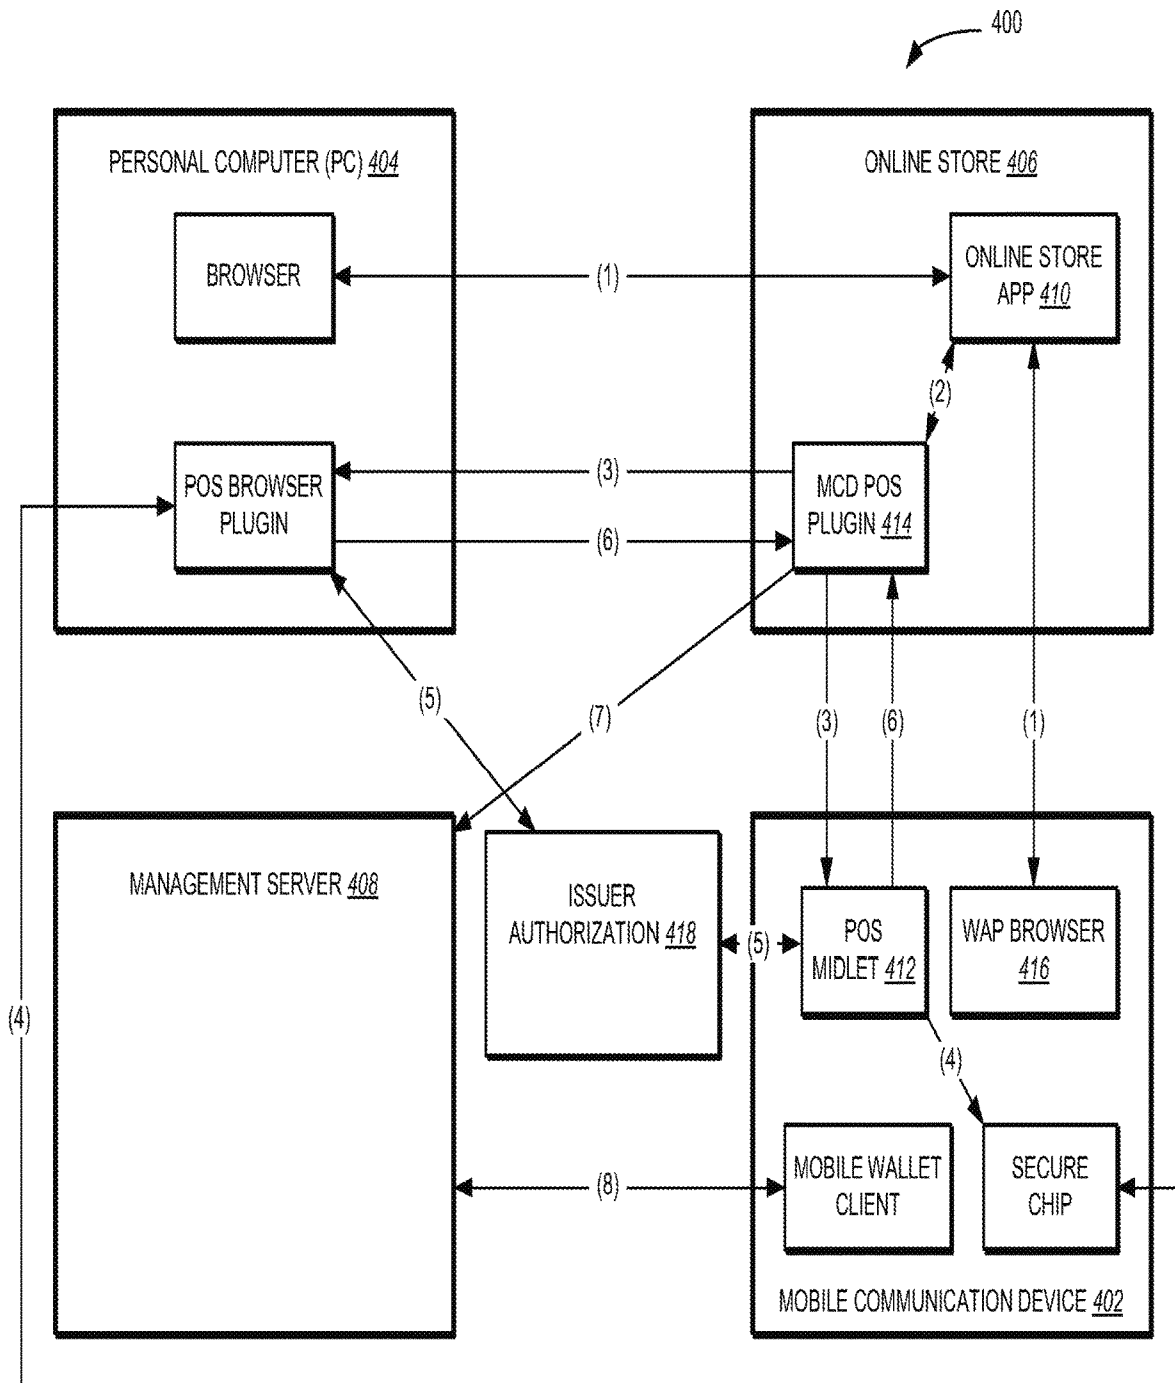 400
PERSONAL COMPUTER (PC) 404
ONLINE STORE 406
BROWSER
(1)
ONLINE STORE
APP 410
(2)
POS BROWSER
PLUGIN
(3)
(6)
MCD POS
PLUGIN 414
(5)
(7)
(3)
(6)
(1)
MANAGEMENT SERVER 408
ISSUER
AUTHORIZATION 418
(5)
POS
MIDLET 412
WAP BROWSER
416
(4)
(4)
(8)
MOBILE WALLET
CLIENT
SECURE
CHIP
MOBILE COMMUNICATION DEVICE 402